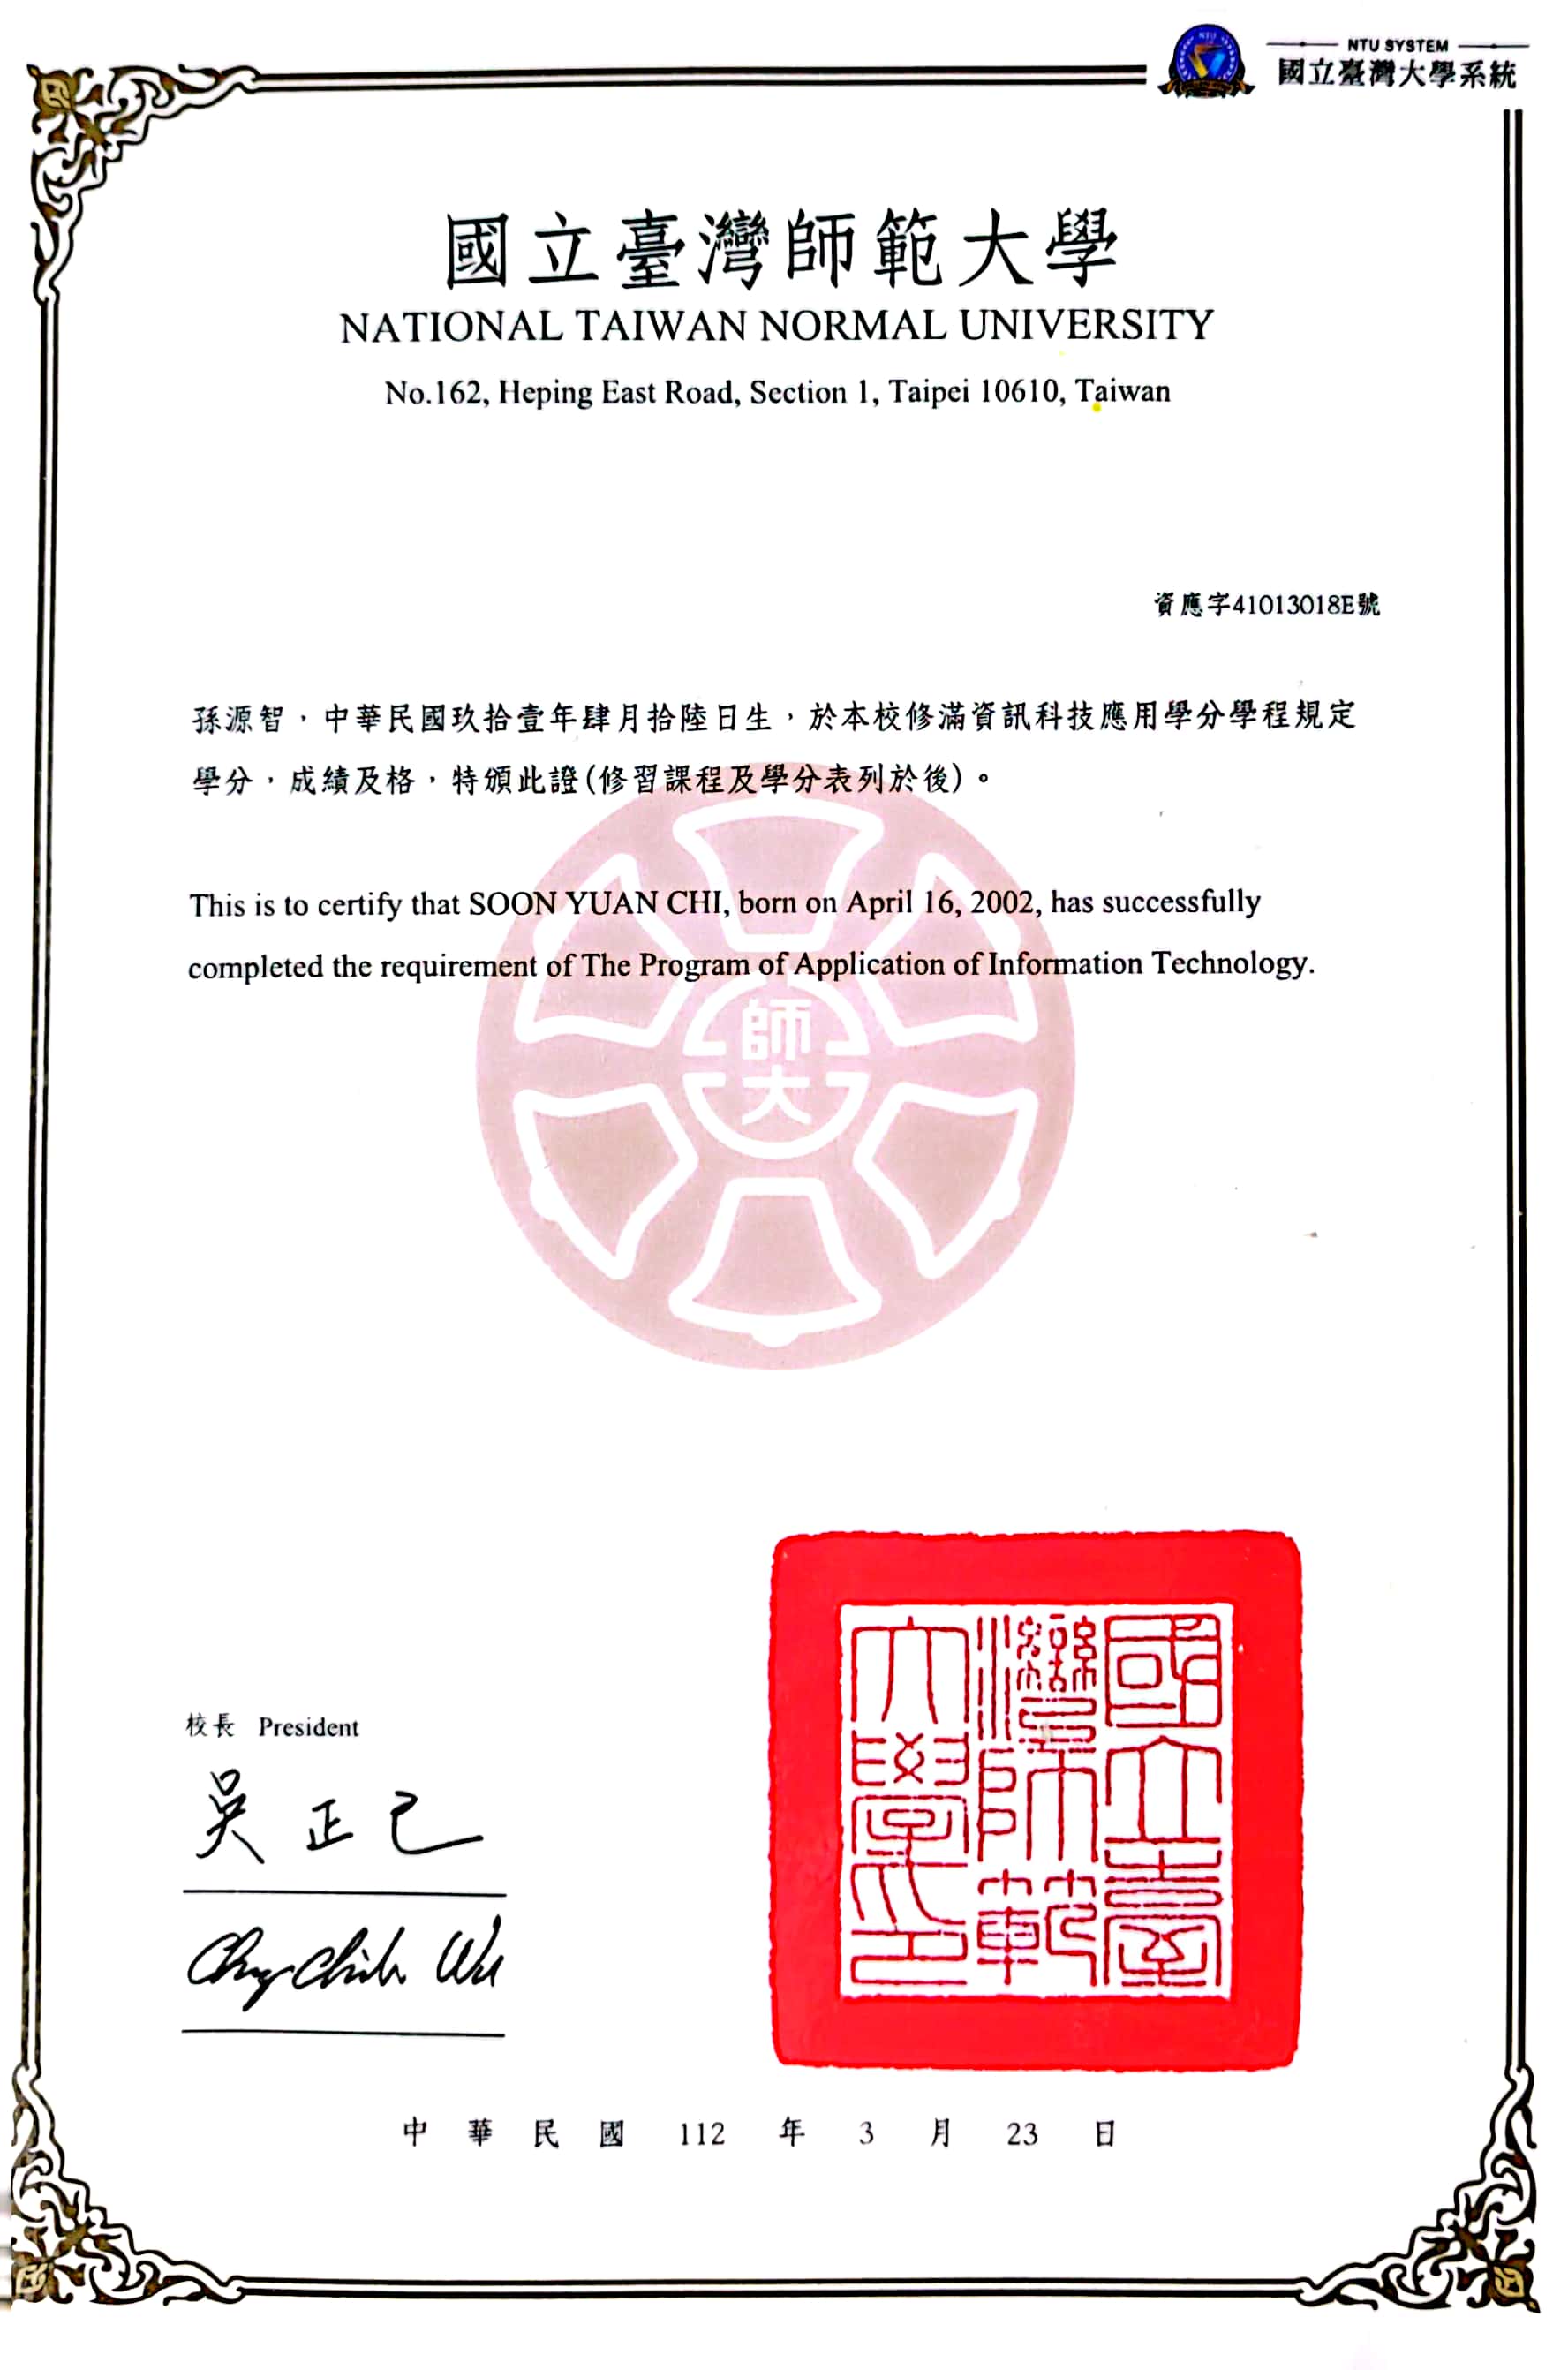 NTU SYSTEM
國立臺灣大學系統
國立臺灣師範大學
NATIONAL TAIWAN NORMAL UNIVERSITY
No.162, Heping East Road, Section 1, Taipei 10610, Taiwan
資應字41013018E號
孫源智，中華民國玖拾壹年肆月拾陸日生，於本校修滿資訊科技應用學分學程規定
學分，成績及格，特頒此證(修習課程及學分表列於後)。
This is to certify that SOON YUAN CHI, born on April 16, 2002, has successfully
completed the requirement of The Program of Application of Information Technology.
師大
校長 President
吳正己
Chng-chih Wu
國立臺
灣師範
大學印
中華民國 112 年 3 月 23 日